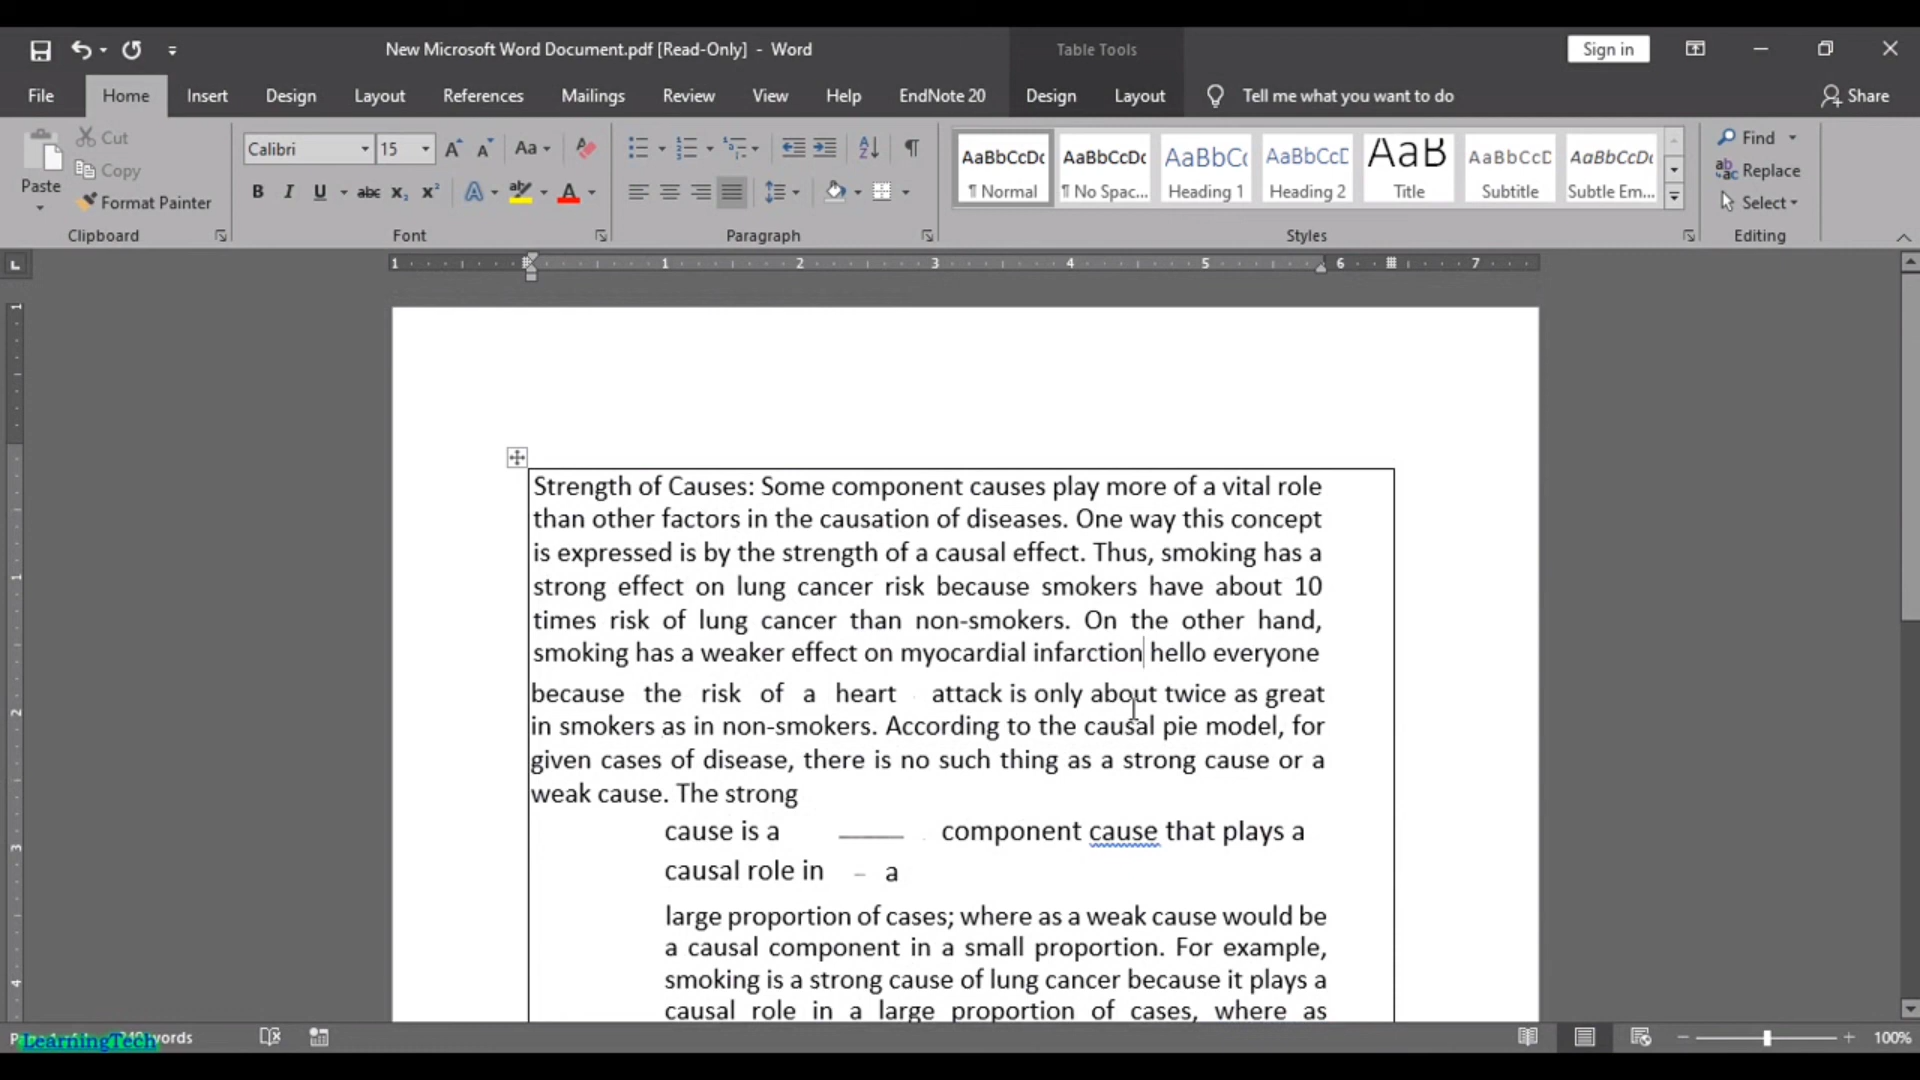 New Microsoft Word Document.pdf [Read-Only] - Word
Table Tools
Sign in
File Home Insert Design Layout References Mailings Review View Help EndNote 20 Design Layout Tell me what you want to do Share
Paste
Cut
Copy
Format Painter
Clipboard
Calibri 15
Font
Paragraph
AaBbCcDc AaBbCcDc AaBbCc AaBbCcD AaB AaBbCcD AaBbCcDc
¶ Normal ¶ No Spac... Heading 1 Heading 2 Title Subtitle Subtle Em...
Styles
Find
Replace
Select
Editing
1 1 2 3 4 5 6 7
Strength of Causes: Some component causes play more of a vital role
than other factors in the causation of diseases. One way this concept
is expressed is by the strength of a causal effect. Thus, smoking has a
strong effect on lung cancer risk because smokers have about 10
times risk of lung cancer than non-smokers. On the other hand,
smoking has a weaker effect on myocardial infarction hello everyone
because the risk of a heart attack is only about twice as great
in smokers as in non-smokers. According to the causal pie model, for
given cases of disease, there is no such thing as a strong cause or a
weak cause. The strong
cause is a component cause that plays a
causal role in – a
large proportion of cases; where as a weak cause would be
a causal component in a small proportion. For example,
smoking is a strong cause of lung cancer because it plays a
causal role in a large proportion of cases, where as
LearningTech words
100%